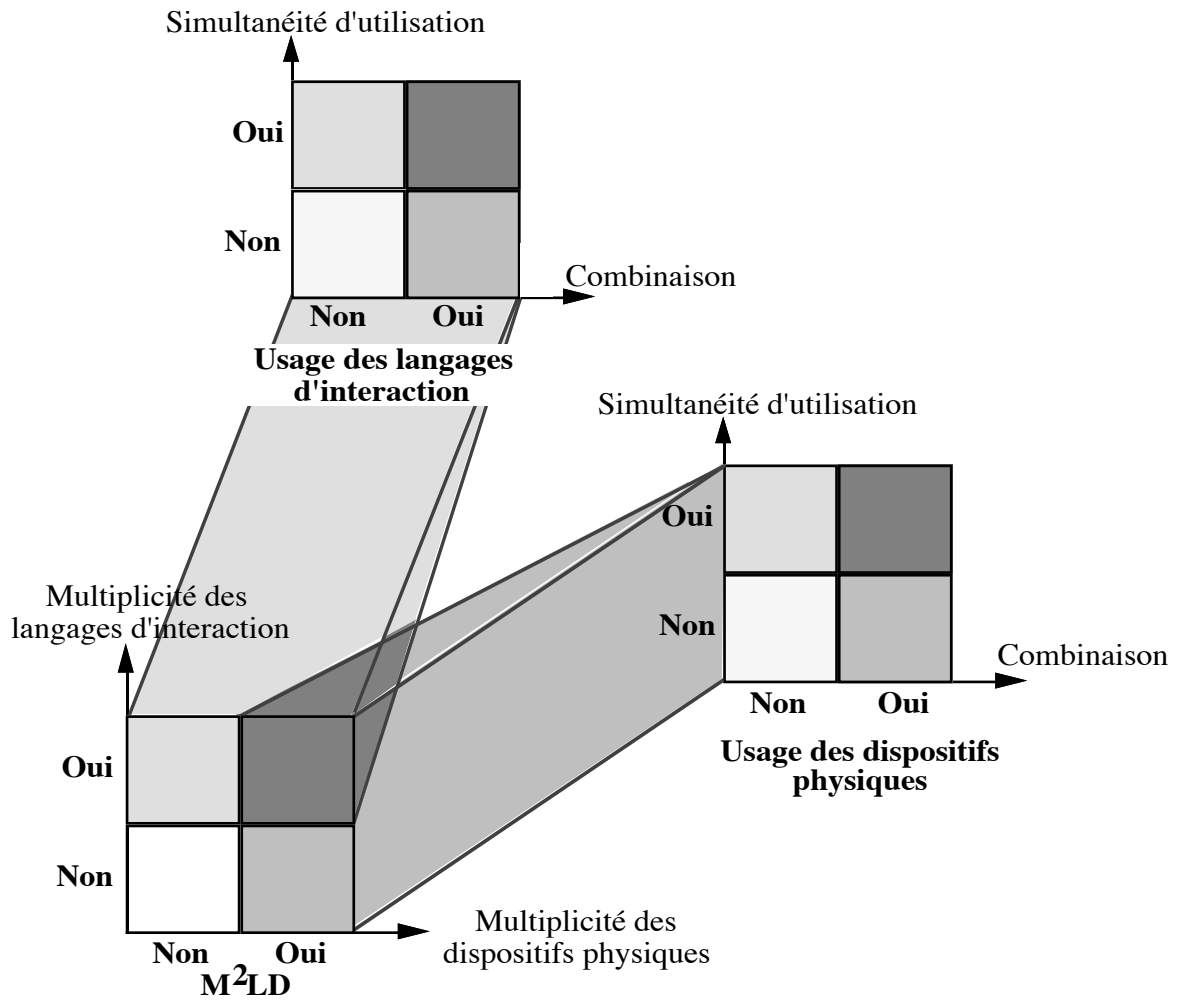 Simultanéité d'utilisation
Oui
Non
Combinaison
Non Oui
Usage des langages
d'interaction
Simultanéité d'utilisation
Oui
Non
Combinaison
Non Oui
Usage des dispositifs
physiques
Multiplicité des
langages d'interaction
Oui
Non
Multiplicité des
dispositifs physiques
Non Oui
M²LD